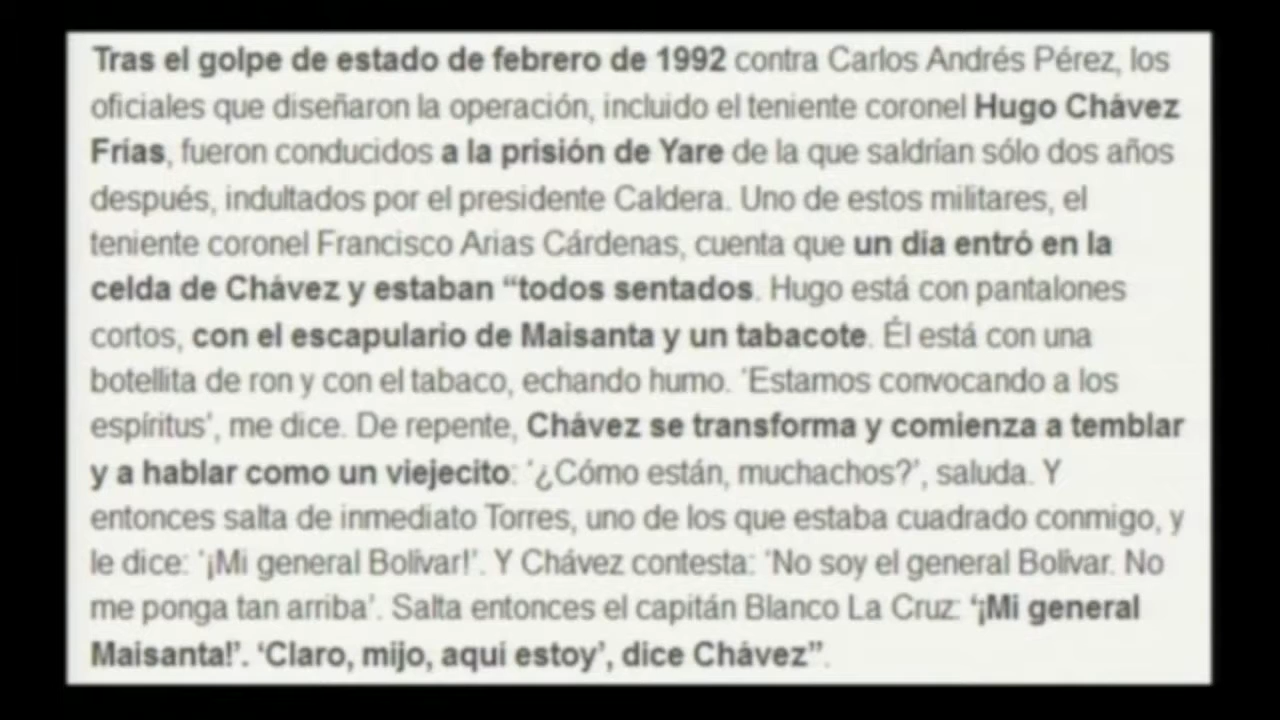 Tras el golpe de estado de febrero de 1992 contra Carlos Andrés Pérez, los
oficiales que diseñaron la operación, incluido el teniente coronel Hugo Chávez
Frías, fueron conducidos a la prisión de Yare de la que saldrían sólo dos años
después, indultados por el presidente Caldera. Uno de estos militares, el
teniente coronel Francisco Arias Cárdenas, cuenta que un día entró en la
celda de Chávez y estaban “todos sentados. Hugo está con pantalones
cortos, con el escapulario de Maisanta y un tabacote. Él está con una
botellita de ron y con el tabaco, echando humo. ‘Estamos convocando a los
espíritus’, me dice. De repente, Chávez se transforma y comienza a temblar
y a hablar como un viejecito: ‘¿Cómo están, muchachos?’, saluda. Y
entonces salta de inmediato Torres, uno de los que estaba cuadrado conmigo, y
le dice: ‘¡Mi general Bolívar!’. Y Chávez contesta: ‘No soy el general Bolívar. No
me ponga tan arriba’. Salta entonces el capitán Blanco La Cruz: ‘¡Mi general
Maisanta!’. ‘Claro, mijo, aquí estoy’, dice Chávez”.